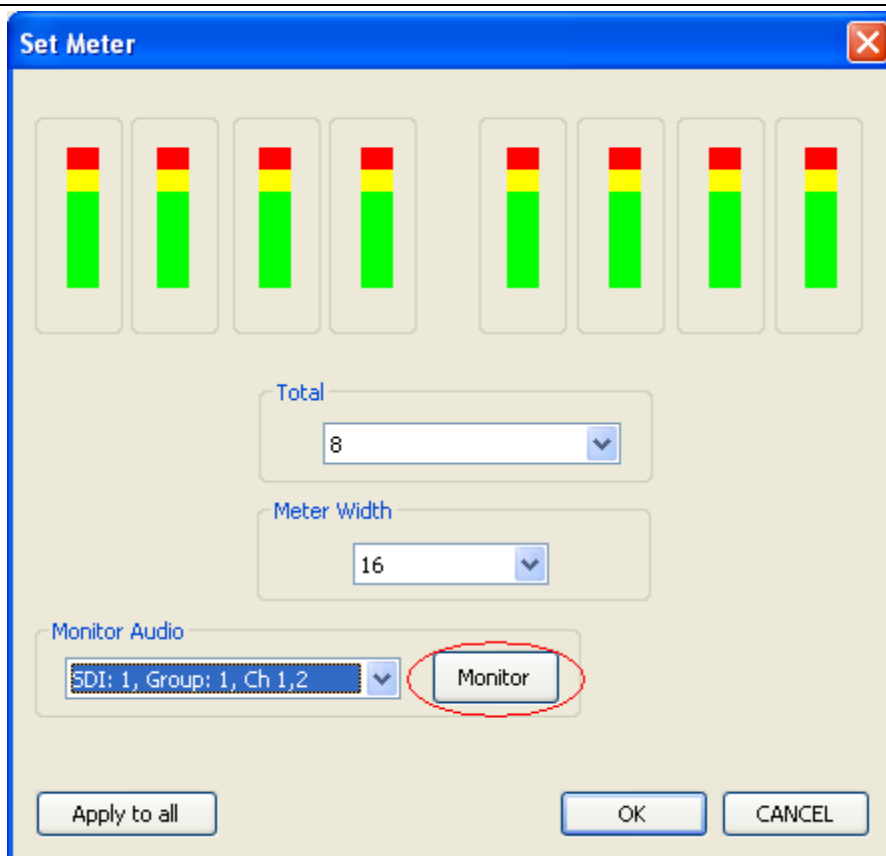 Set Meter
Total
8
Meter Width
16
Monitor Audio
SDI: 1, Group: 1, Ch 1,2
Monitor
Apply to all
OK
CANCEL